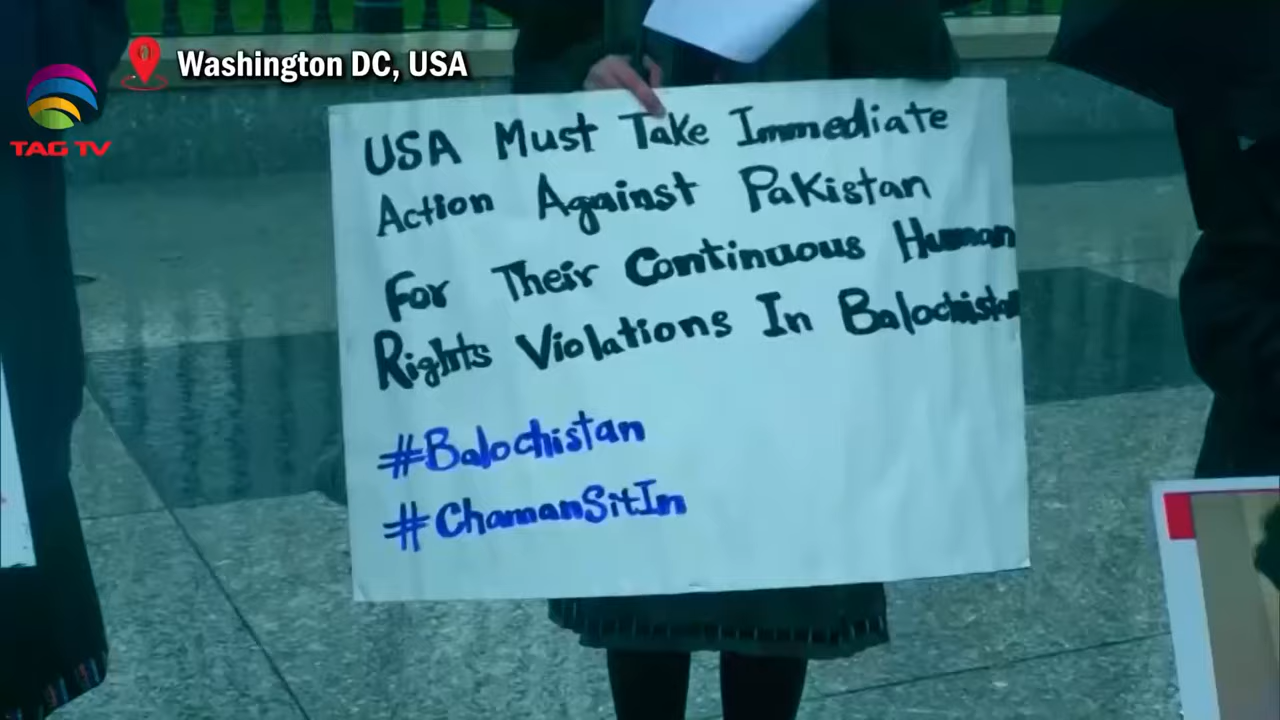 Washington DC, USA
TAG TV
USA Must Take Immediate
Action Against Pakistan
For Their Continuous Human
Rights Violations In Balochistan
#Balochistan
#ChamanSitIn